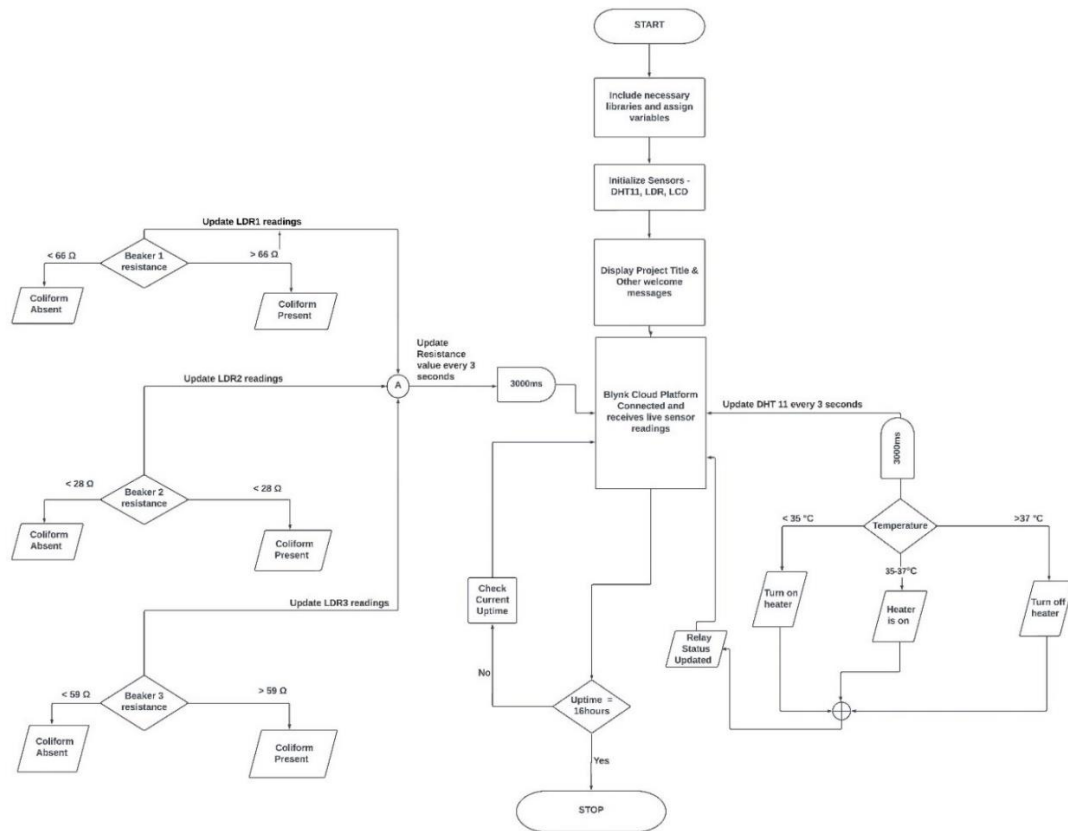 START
Include necessary
libraries and assign
variables
Initialize Sensors -
DHT11, LDR, LCD
Display Project Title &
Other welcome
messages
Blynk Cloud Platform
Connected and
receives live sensor
readings
Update LDR1 readings
< 66 Ω
Beaker 1
resistance
> 66 Ω
Coliform
Absent
Coliform
Present
Update LDR2 readings
< 28 Ω
Beaker 2
resistance
< 28 Ω
Coliform
Absent
Coliform
Present
Update LDR3 readings
< 59 Ω
Beaker 3
resistance
> 59 Ω
Coliform
Absent
Coliform
Present
A
Update
Resistance
value every 3
seconds
3000ms
Update DHT 11 every 3 seconds
3000ms
Temperature
< 35 °C
35-37°C
>37 °C
Turn on
heater
Heater
is on
Turn off
heater
Relay
Status
Updated
Check
Current
Uptime
No
Uptime =
16hours
Yes
STOP